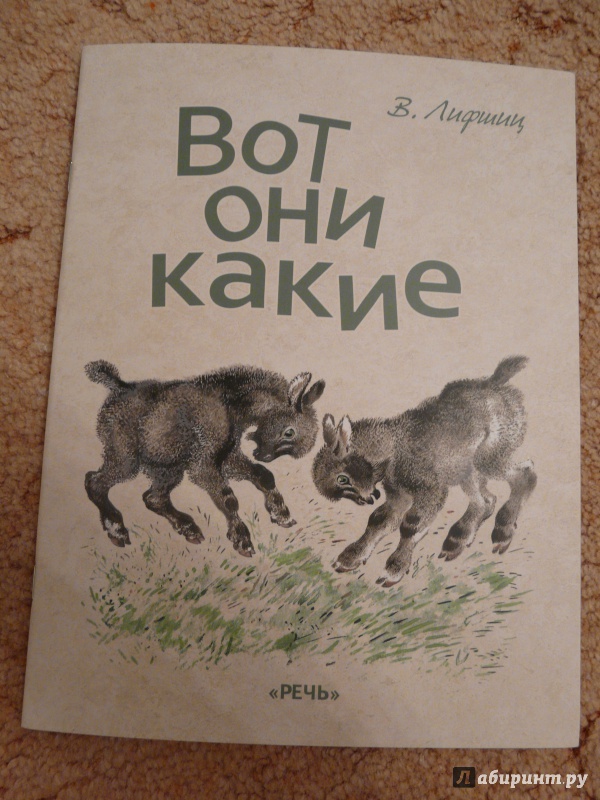 В. Лифшиц
Вот
они
какие
«РЕЧЬ»
Лабиринт.ру